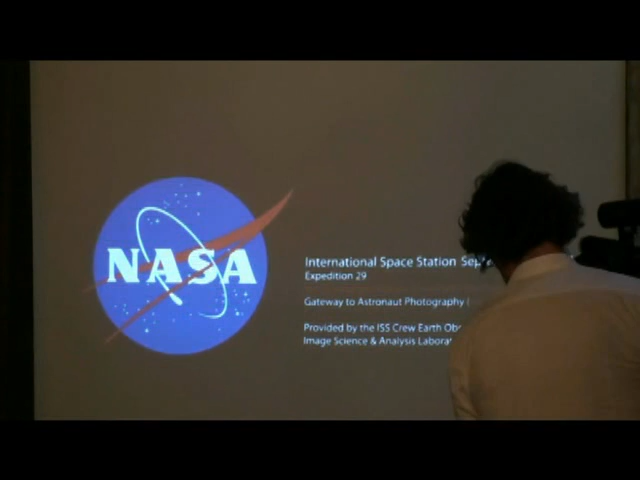 NASA
International Space Station
Expedition 29
Gateway to Astronaut Photography
Provided by the ISS Crew Earth
Image Science & Analysis